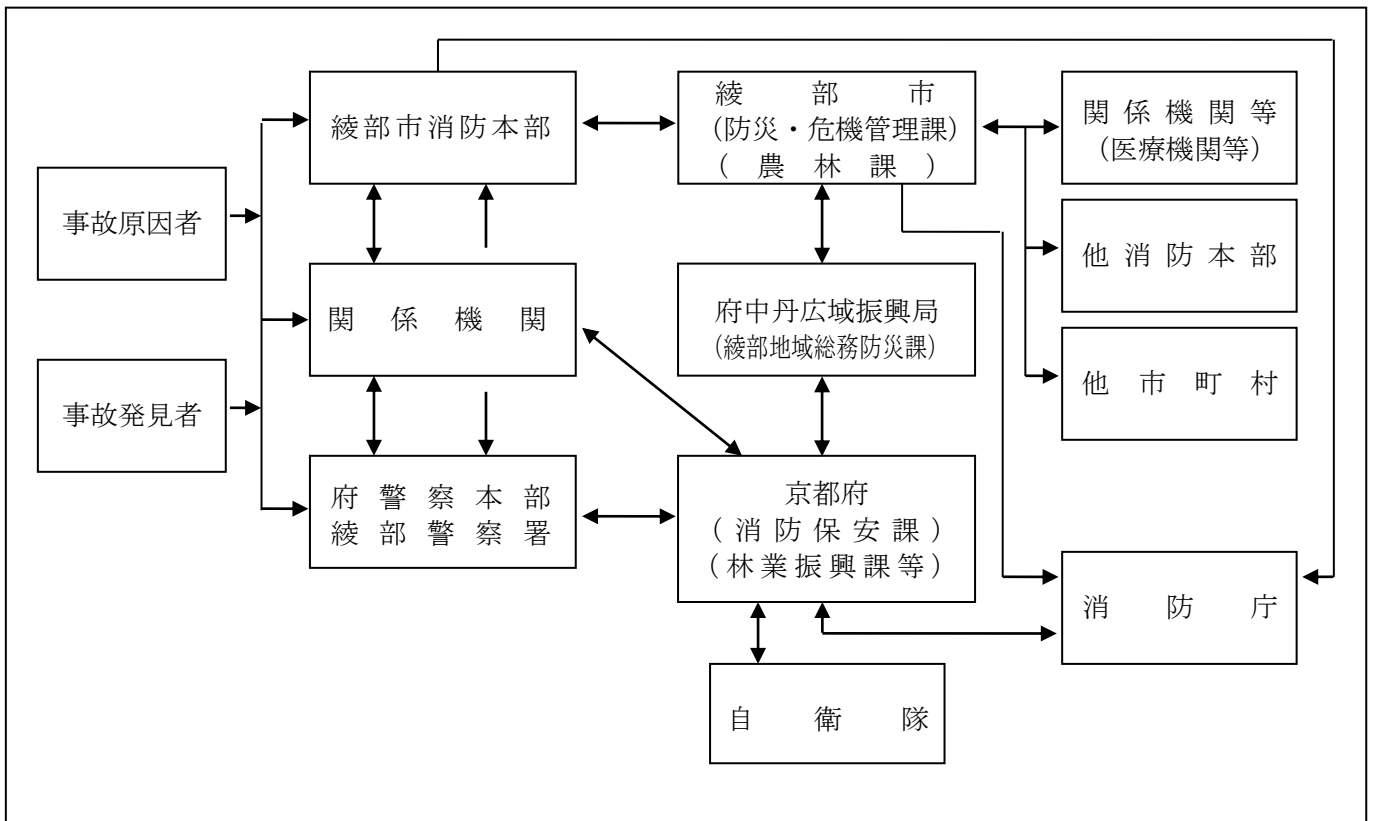 綾部市消防本部
綾部市
(防災・危機管理課)
(農林課)
関係機関等
(医療機関等)
事故原因者
他消防本部
関係機関
府中丹広域振興局
(綾部地域総務防災課)
他市町村
事故発見者
府警察本部
綾部警察署
京都府
(消防保安課)
(林業振興課等)
消防庁
自衛隊